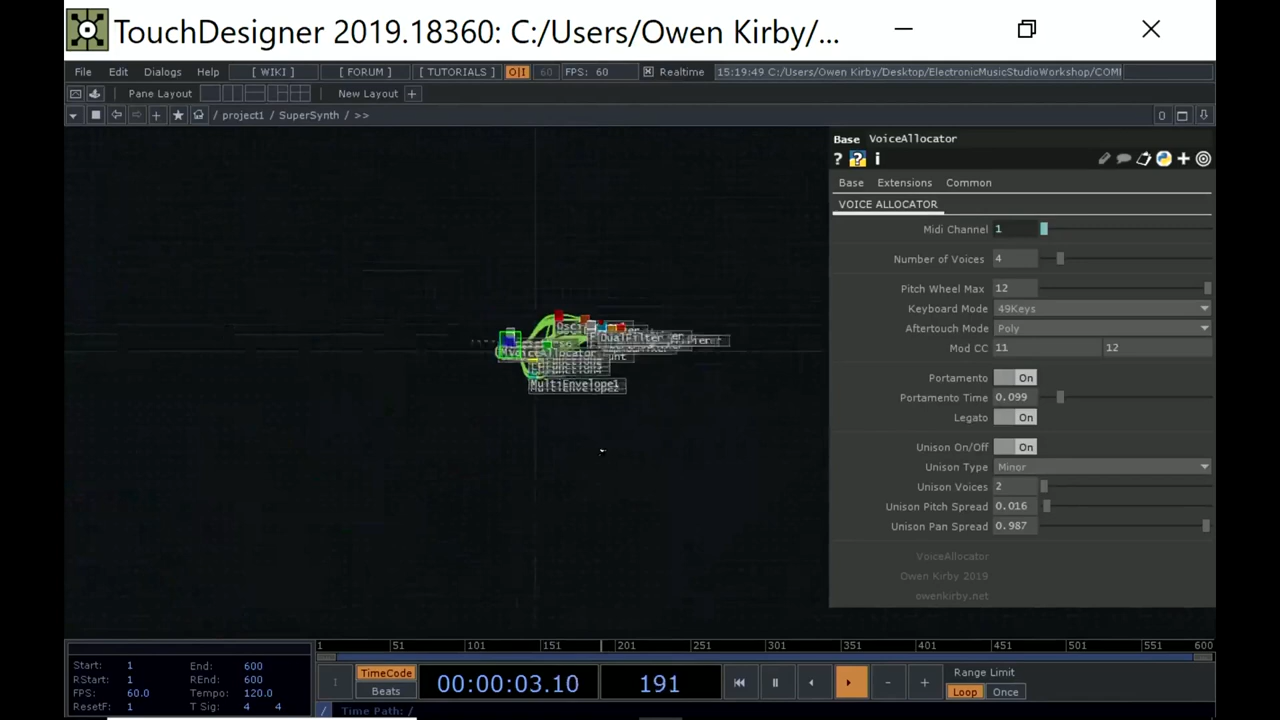 TouchDesigner 2019.18360: C:/Users/Owen Kirby/...
File Edit Dialogs Help [ WIKI ] [ FORUM ] [ TUTORIALS ] O|I 60 FPS: 60 Realtime 15:19:49 C:/Users/Owen Kirby/Desktop/ElectronicMusicStudioWorkshop/COM
Pane Layout New Layout +
/ project1 / SuperSynth / >> 0
Base VoiceAllocator
? ? i
Base Extensions Common
VOICE ALLOCATOR
Midi Channel 1
Number of Voices 4
Pitch Wheel Max 12
Keyboard Mode 49Keys
Aftertouch Mode Poly
Mod CC 11 12
Portamento On
Portamento Time 0.099
Legato On
Unison On/Off On
Unison Type Minor
Unison Voices 2
Unison Pitch Spread 0.016
Unison Pan Spread 0.987
VoiceAllocator
Owen Kirby 2019
owenkirby.net
DualFilter
VoiceAllocator
MultiEnvelope1
1 51 101 151 201 251 301 351 401 451 501 551 600
Start: 1 End: 600
RStart: 1 REnd: 600
FPS: 60.0 Tempo: 120.0
ResetF: 1 T Sig: 4 4
TimeCode
Beats
00:00:03.10 191
Range Limit
Loop Once
/ Time Path: /